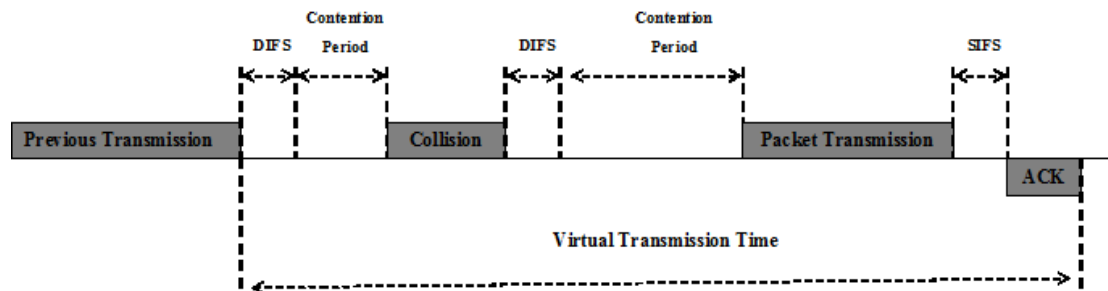 Contention
Period
DIFS
Contention
Period
DIFS
SIFS
Previous Transmission
Collision
Packet Transmission
ACK
Virtual Transmission Time